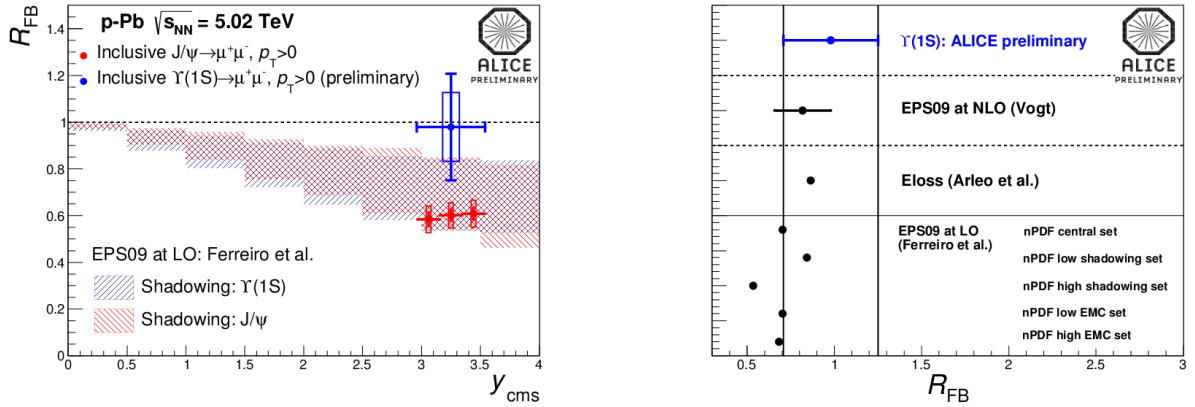 p-Pb √s_NN = 5.02 TeV
Inclusive J/ψ→μ⁺μ⁻, p_T>0
Inclusive ϒ(1S)→μ⁺μ⁻, p_T>0 (preliminary)
ALICE
PRELIMINARY
R_FB
1.4
1.2
1
0.8
0.6
0.4
0.2
0
EPS09 at LO: Ferreiro et al.
Shadowing: ϒ(1S)
Shadowing: J/ψ
0 0.5 1 1.5 2 2.5 3 3.5 4
y_cms
ϒ(1S): ALICE preliminary
ALICE
PRELIMINARY
EPS09 at NLO (Vogt)
Eloss (Arleo et al.)
EPS09 at LO
(Ferreiro et al.)
nPDF central set
nPDF low shadowing set
nPDF high shadowing set
nPDF low EMC set
nPDF high EMC set
0.5 1 1.5 2 2.5 3
R_FB